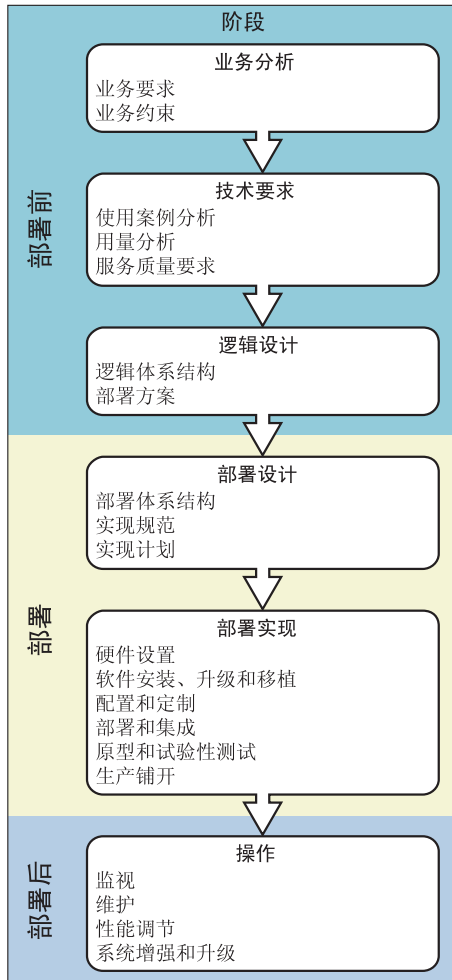 阶段
部署前
业务分析
业务要求
业务约束
技术要求
使用案例分析
用量分析
服务质量要求
逻辑设计
逻辑体系结构
部署方案
部署
部署设计
部署体系结构
实现规范
实现计划
部署实现
硬件设置
软件安装、升级和移植
配置和定制
部署和集成
原型和试验性测试
生产铺开
部署后
操作
监视
维护
性能调节
系统增强和升级